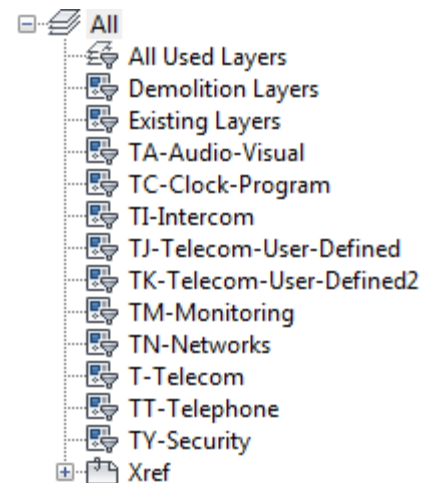 All
All Used Layers
Demolition Layers
Existing Layers
TA-Audio-Visual
TC-Clock-Program
TI-Intercom
TJ-Telecom-User-Defined
TK-Telecom-User-Defined2
TM-Monitoring
TN-Networks
T-Telecom
TT-Telephone
TY-Security
Xref